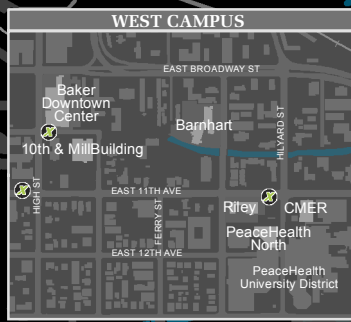 WEST CAMPUS
EAST BROADWAY ST
Baker
Downtown
Center
Barnhart
HILYARD ST
10th & MillBuilding
HIGH ST
EAST 11TH AVE
FERRY ST
Riley
CMER
PeaceHealth
North
EAST 12TH AVE
PeaceHealth
University District